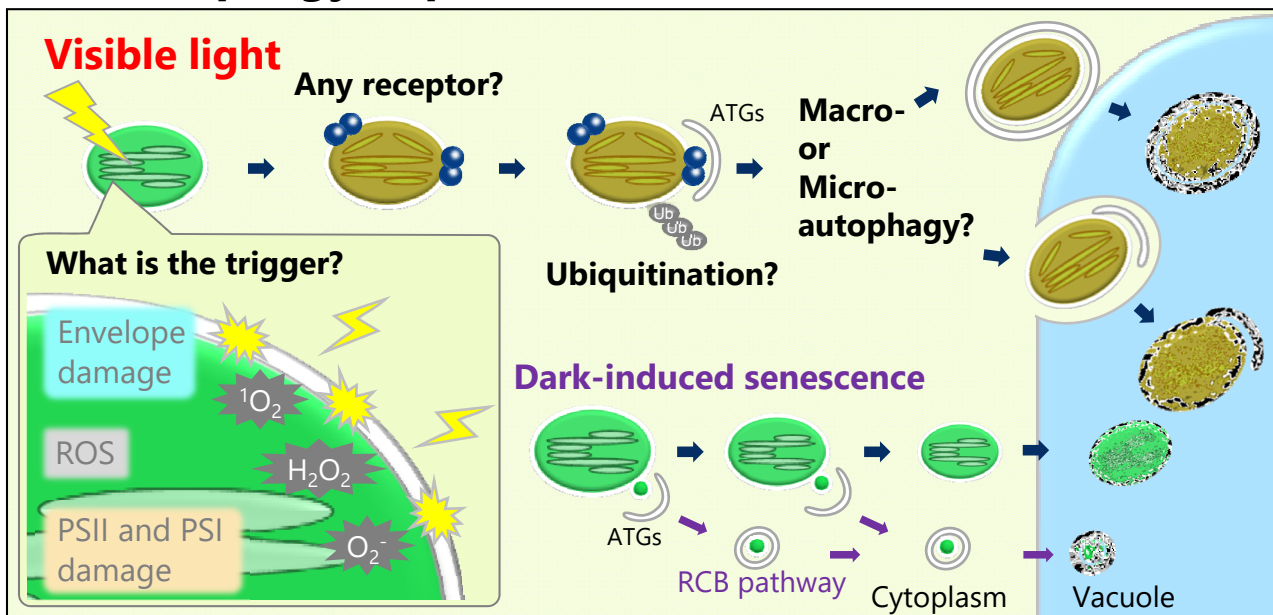 Visible light
Any receptor?
ATGs
Macro-
or
Micro-
autophagy?
Ub
Ub
Ub
Ubiquitination?
What is the trigger?
Envelope
damage
¹O₂
ROS
H₂O₂
PSII and PSI
damage
O₂⁻
Dark-induced senescence
ATGs
RCB pathway
Cytoplasm
Vacuole